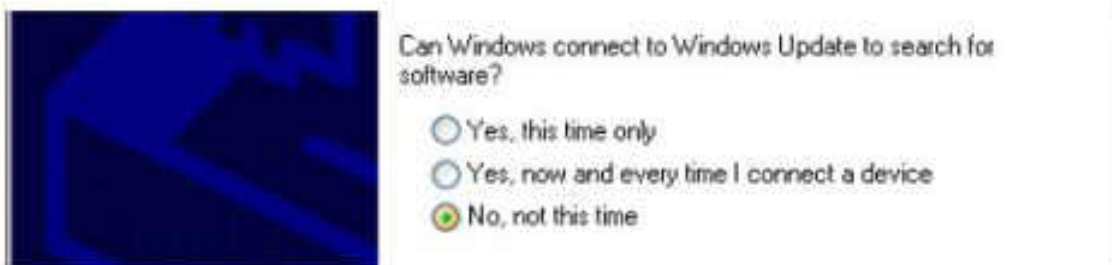 Can Windows connect to Windows Update to search for
software?
Yes, this time only
Yes, now and every time I connect a device
No, not this time